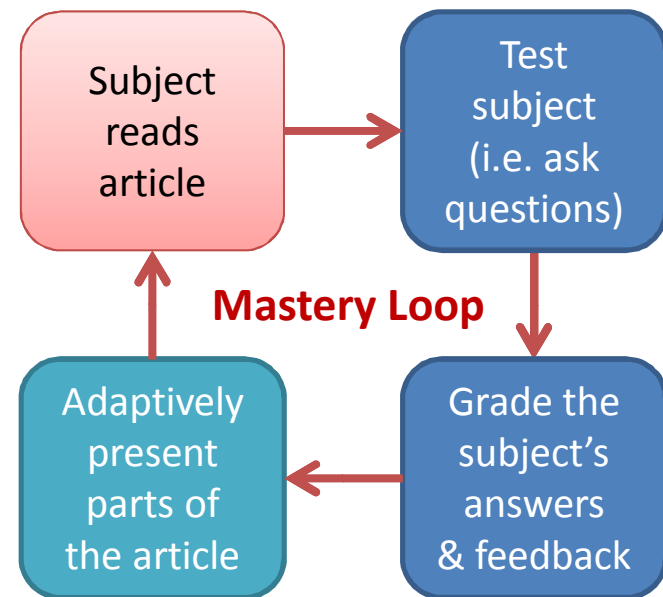 Subject
reads
article
Test
subject
(i.e. ask
questions)
Mastery Loop
Adaptively
present
parts of
the article
Grade the
subject’s
answers
& feedback